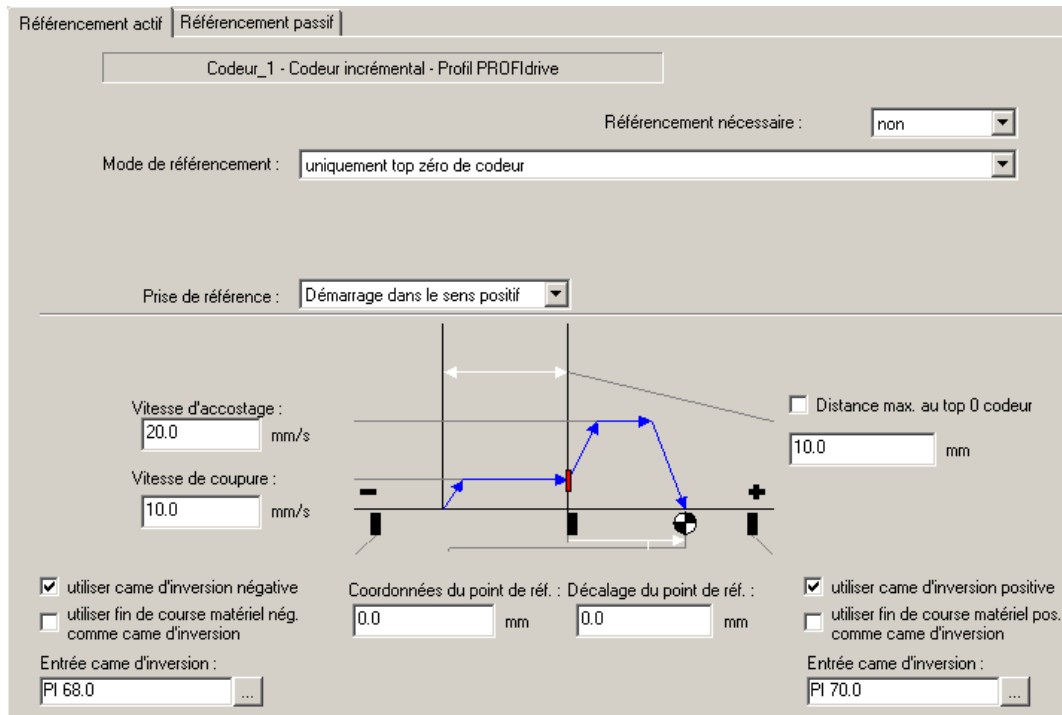 Référencement actif
Référencement passif
Codeur_1 - Codeur incrémental - Profil PROFIdrive
Référencement nécessaire :
non
Mode de référencement :
uniquement top zéro de codeur
Prise de référence :
Démarrage dans le sens positif
Vitesse d'accostage :
20.0
mm/s
Distance max. au top 0 codeur
10.0
mm
Vitesse de coupure :
10.0
mm/s
utiliser came d'inversion négative
utiliser fin de course matériel nég.
comme came d'inversion
Entrée came d'inversion :
PI 68.0
...
Coordonnées du point de réf. :
0.0
mm
Décalage du point de réf. :
0.0
mm
utiliser came d'inversion positive
utiliser fin de course matériel pos.
comme came d'inversion
Entrée came d'inversion :
PI 70.0
...